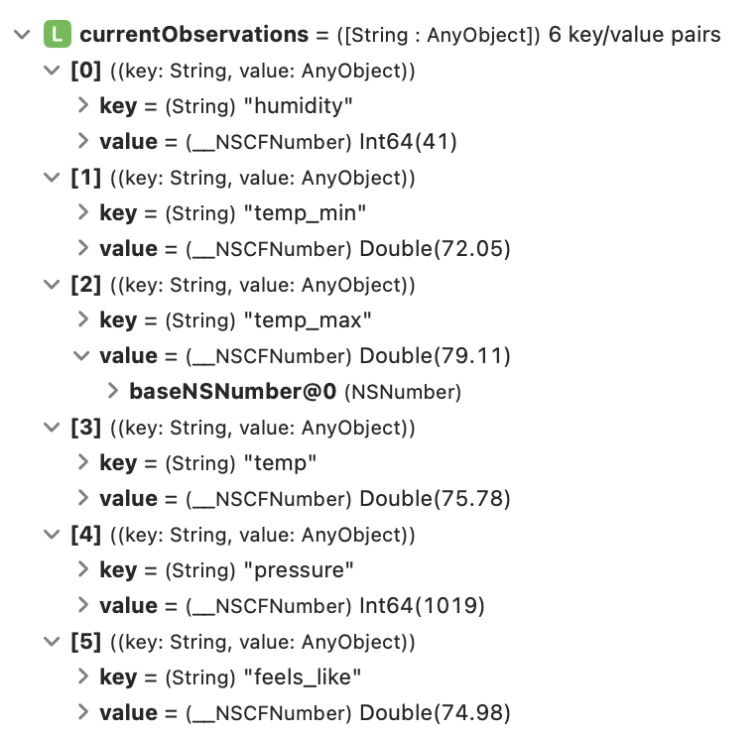 L currentObservations = ([String : AnyObject]) 6 key/value pairs
[0] ((key: String, value: AnyObject))
key = (String) "humidity"
value = (__NSCFNumber) Int64(41)
[1] ((key: String, value: AnyObject))
key = (String) "temp_min"
value = (__NSCFNumber) Double(72.05)
[2] ((key: String, value: AnyObject))
key = (String) "temp_max"
value = (__NSCFNumber) Double(79.11)
baseNSNumber@0 (NSNumber)
[3] ((key: String, value: AnyObject))
key = (String) "temp"
value = (__NSCFNumber) Double(75.78)
[4] ((key: String, value: AnyObject))
key = (String) "pressure"
value = (__NSCFNumber) Int64(1019)
[5] ((key: String, value: AnyObject))
key = (String) "feels_like"
value = (__NSCFNumber) Double(74.98)